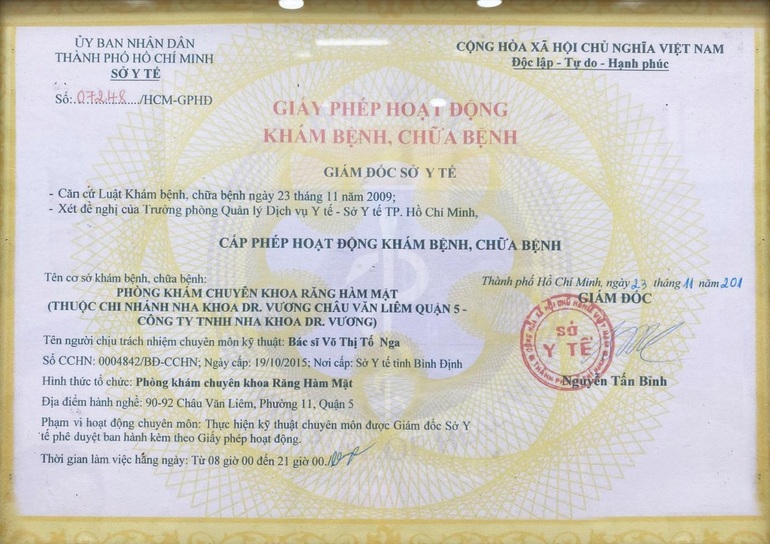 ỦY BAN NHÂN DÂN
THÀNH PHỐ HỒ CHÍ MINH
SỞ Y TẾ
Số: 07248/HCM-GPHĐ
CỘNG HÒA XÃ HỘI CHỦ NGHĨA VIỆT NAM
Độc lập - Tự do - Hạnh phúc
GIẤY PHÉP HOẠT ĐỘNG
KHÁM BỆNH, CHỮA BỆNH
GIÁM ĐỐC SỞ Y TẾ
- Căn cứ Luật Khám bệnh, chữa bệnh ngày 23 tháng 11 năm 2009;
- Xét đề nghị của Trưởng phòng Quản lý Dịch vụ Y tế - Sở Y tế TP. Hồ Chí Minh,
CẤP PHÉP HOẠT ĐỘNG KHÁM BỆNH, CHỮA BỆNH
Tên cơ sở khám bệnh, chữa bệnh:
PHÒNG KHÁM CHUYÊN KHOA RĂNG HÀM MẶT
(THUỘC CHI NHÁNH NHA KHOA DR. VƯƠNG CHÂU VĂN LIÊM QUẬN 5 -
CÔNG TY TNHH NHA KHOA DR. VƯƠNG)
Tên người chịu trách nhiệm chuyên môn kỹ thuật: Bác sĩ Võ Thị Tố Nga
Số CCHN: 0004842/BĐ-CCHN; Ngày cấp: 19/10/2015; Nơi cấp: Sở Y tế tỉnh Bình Định
Hình thức tổ chức: Phòng khám chuyên khoa Răng Hàm Mặt
Địa điểm hành nghề: 90-92 Châu Văn Liêm, Phường 11, Quận 5
Phạm vi hoạt động chuyên môn: Thực hiện kỹ thuật chuyên môn được Giám đốc Sở Y
tế phê duyệt ban hành kèm theo Giấy phép hoạt động.
Thời gian làm việc hằng ngày: Từ 08 giờ 00 đến 21 giờ 00./.
Thành phố Hồ Chí Minh, ngày 23 tháng 11 năm 201
GIÁM ĐỐC
SỞ
Y TẾ
Nguyễn Tấn Bỉnh